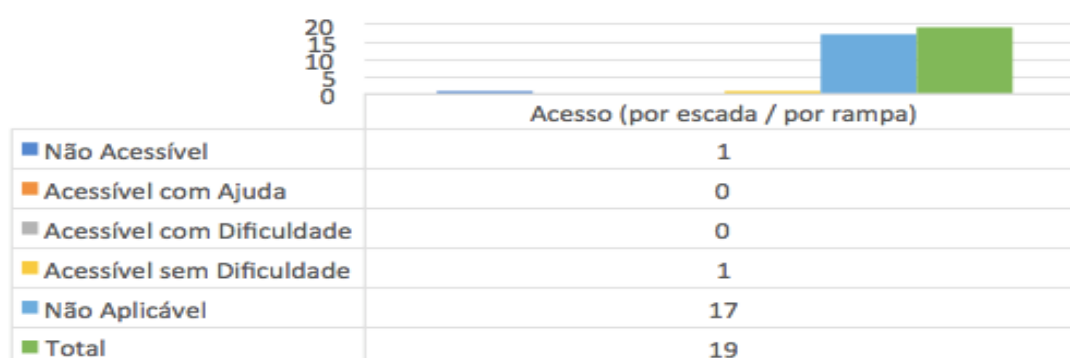 20
15
10
5
0
Acesso (por escada / por rampa)
Não Acessível 1
Acessível com Ajuda 0
Acessível com Dificuldade 0
Acessível sem Dificuldade 1
Não Aplicável 17
Total 19